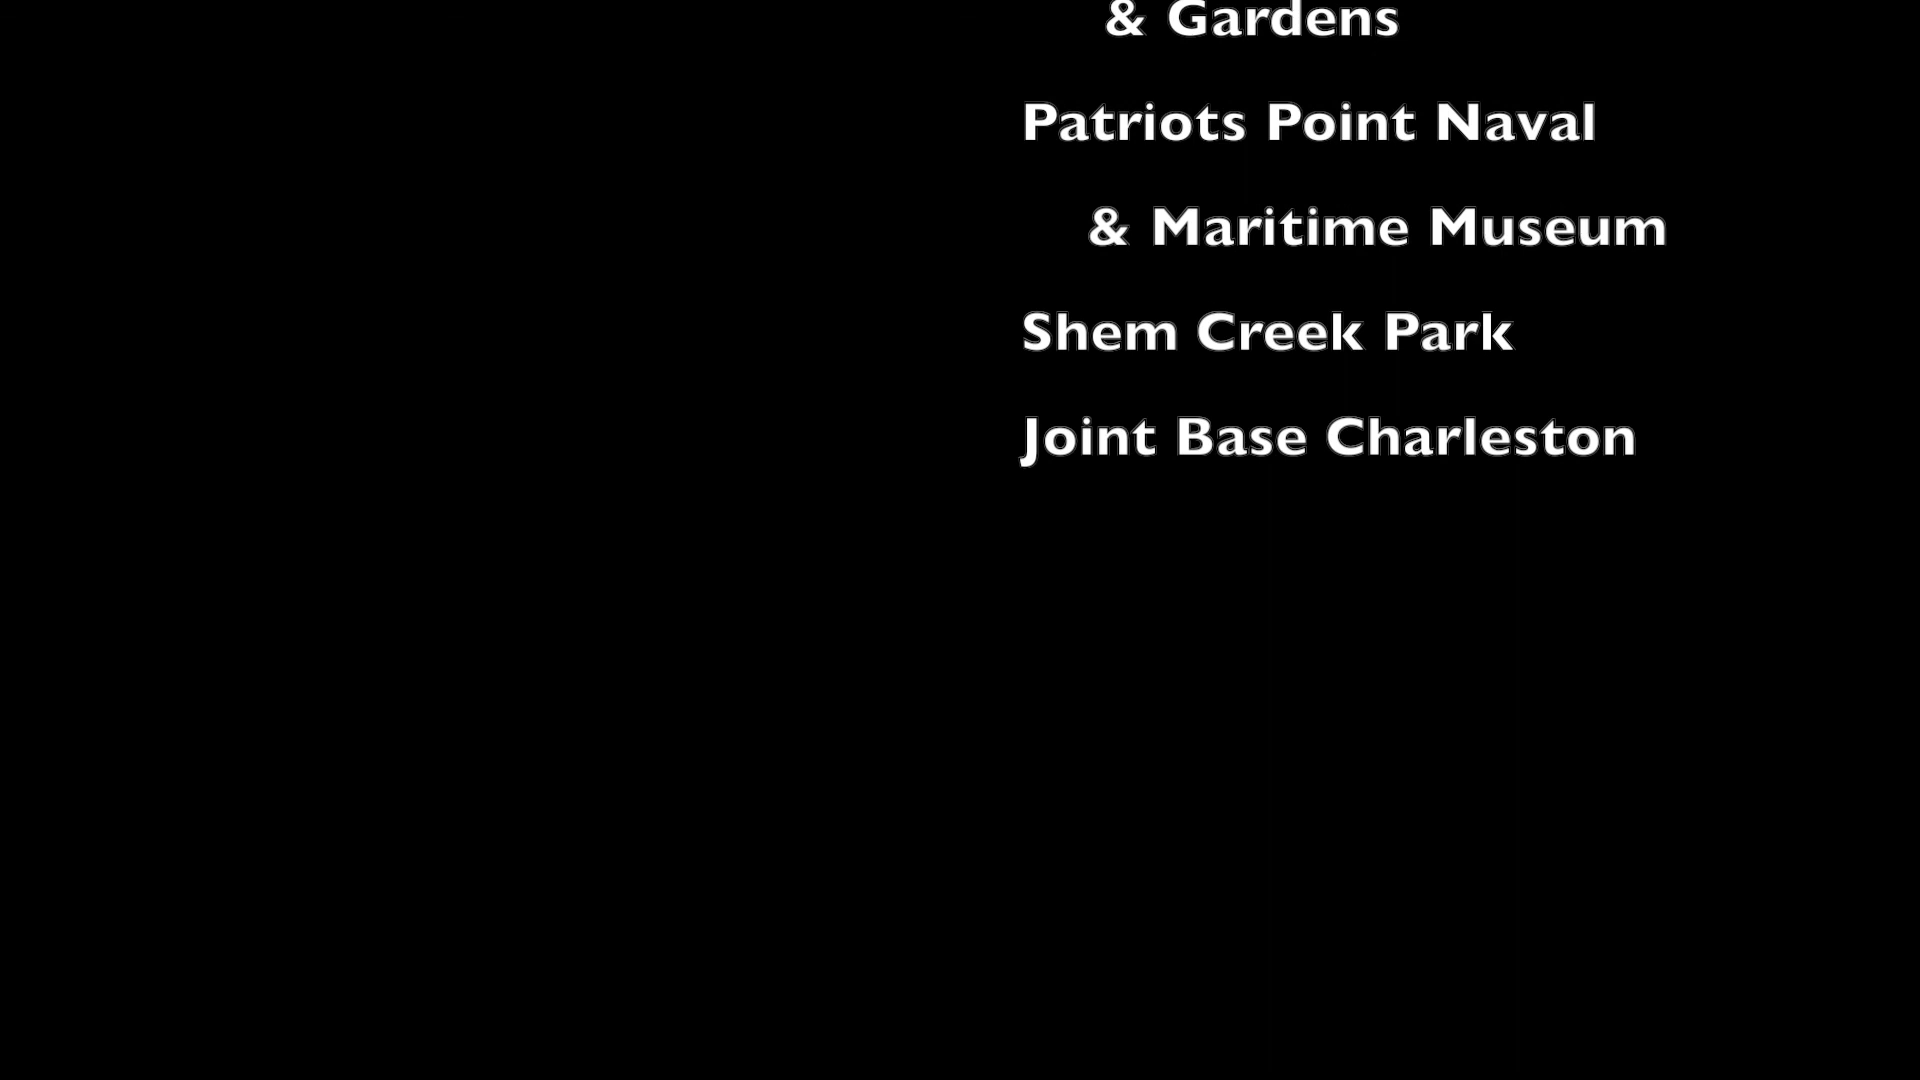 & Gardens
Patriots Point Naval
& Maritime Museum
Shem Creek Park
Joint Base Charleston